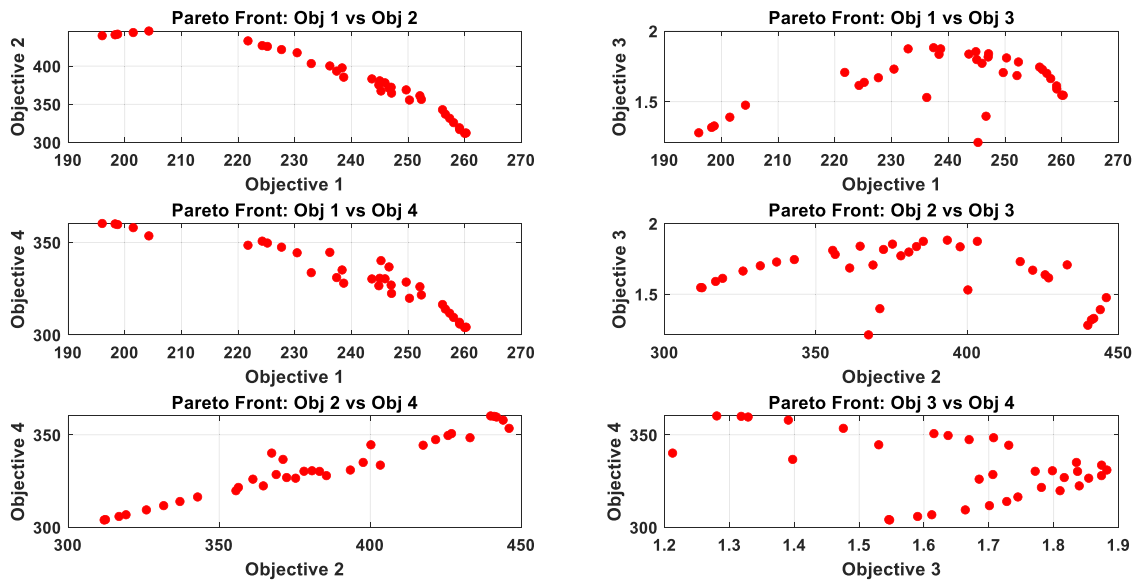 Pareto Front: Obj 1 vs Obj 2
Objective 2
400
350
300
190 200 210 220 230 240 250 260 270
Objective 1
Pareto Front: Obj 1 vs Obj 3
Objective 3
2
1.5
190 200 210 220 230 240 250 260 270
Objective 1
Pareto Front: Obj 1 vs Obj 4
Objective 4
350
300
190 200 210 220 230 240 250 260 270
Objective 1
Pareto Front: Obj 2 vs Obj 3
Objective 3
2
1.5
300 350 400 450
Objective 2
Pareto Front: Obj 2 vs Obj 4
Objective 4
350
300
300 350 400 450
Objective 2
Pareto Front: Obj 3 vs Obj 4
Objective 4
350
300
1.2 1.3 1.4 1.5 1.6 1.7 1.8 1.9
Objective 3